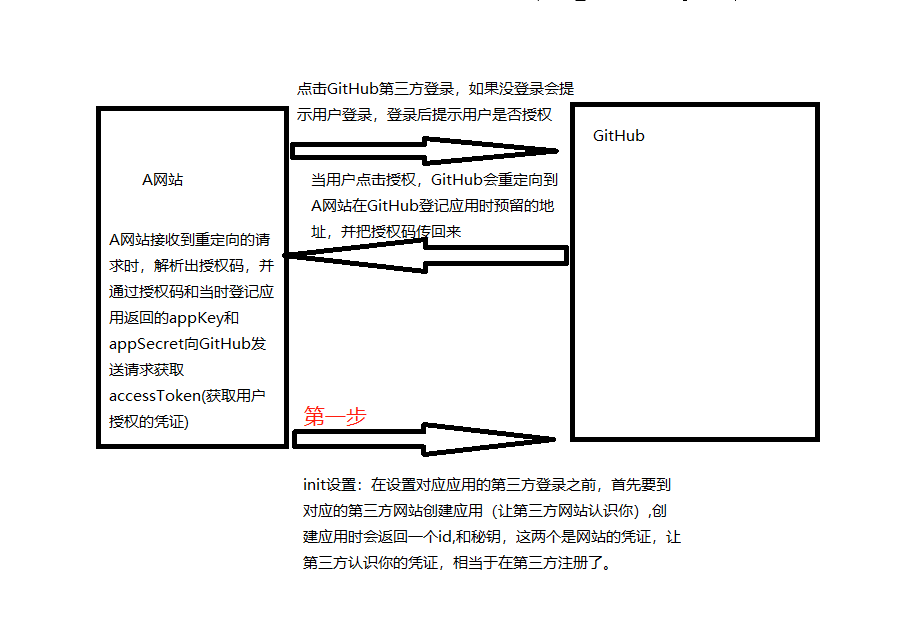 点击GitHub第三方登录，如果没登录会提
示用户登录，登录后提示用户是否授权
GitHub
A网站
当用户点击授权，GitHub会重定向到
A网站在GitHub登记应用时预留的地
址，并把授权码传回来
A网站接收到重定向的请
求时，解析出授权码，并
通过授权码和当时登记应
用返回的appKey和
appSecret向GitHub发
送请求获取
accessToken(获取用户
授权的凭证)
第一步
init设置：在设置对应应用的第三方登录之前，首先要到
对应的第三方网站创建应用（让第三方网站认识你）,创
建应用时会返回一个id,和秘钥，这两个是网站的凭证，让
第三方认识你的凭证，相当于在第三方注册了。